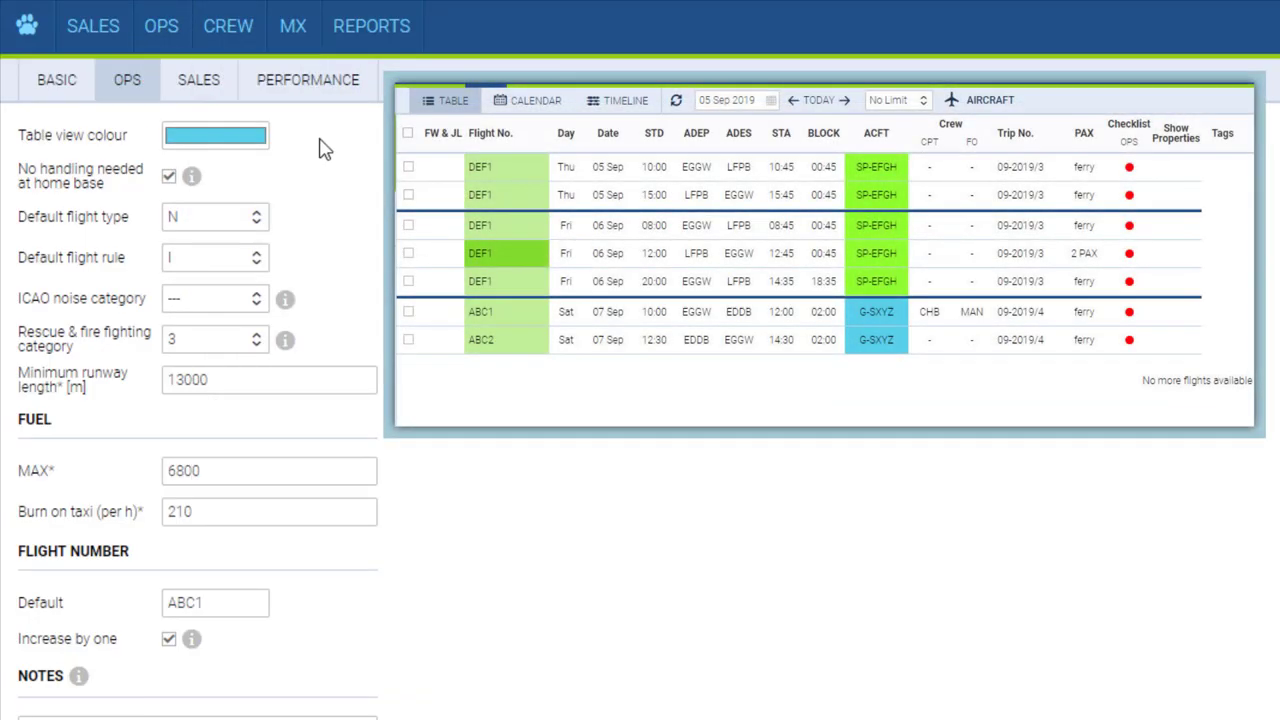 SALES OPS CREW MX REPORTS
BASIC OPS SALES PERFORMANCE
Table view colour
No handling needed
at home base
Default flight type N
Default flight rule I
ICAO noise category ---
Rescue & fire fighting
category 3
Minimum runway
length* [m] 13000
FUEL
MAX* 6800
Burn on taxi (per h)* 210
FLIGHT NUMBER
Default ABC1
Increase by one
NOTES
TABLE CALENDAR TIMELINE 05 Sep 2019 TODAY No Limit AIRCRAFT
FW & JL Flight No. Day Date STD ADEP ADES STA BLOCK ACFT Crew CPT FO Trip No. PAX Checklist OPS Show Properties Tags
DEF1 Thu 05 Sep 10:00 EGGW LFPB 10:45 00:45 SP-EFGH - - 09-2019/3 ferry
DEF1 Thu 05 Sep 15:00 LFPB EGGW 15:45 00:45 SP-EFGH - - 09-2019/3 ferry
DEF1 Fri 06 Sep 08:00 EGGW LFPB 08:45 00:45 SP-EFGH - - 09-2019/3 ferry
DEF1 Fri 06 Sep 12:00 LFPB EGGW 12:45 00:45 SP-EFGH - - 09-2019/3 2 PAX
DEF1 Fri 06 Sep 20:00 EGGW LFPB 14:35 18:35 SP-EFGH - - 09-2019/3 ferry
ABC1 Sat 07 Sep 10:00 EGGW EDDB 12:00 02:00 G-SXYZ CHB MAN 09-2019/4 ferry
ABC2 Sat 07 Sep 12:30 EDDB EGGW 14:30 02:00 G-SXYZ - - 09-2019/4 ferry
No more flights available